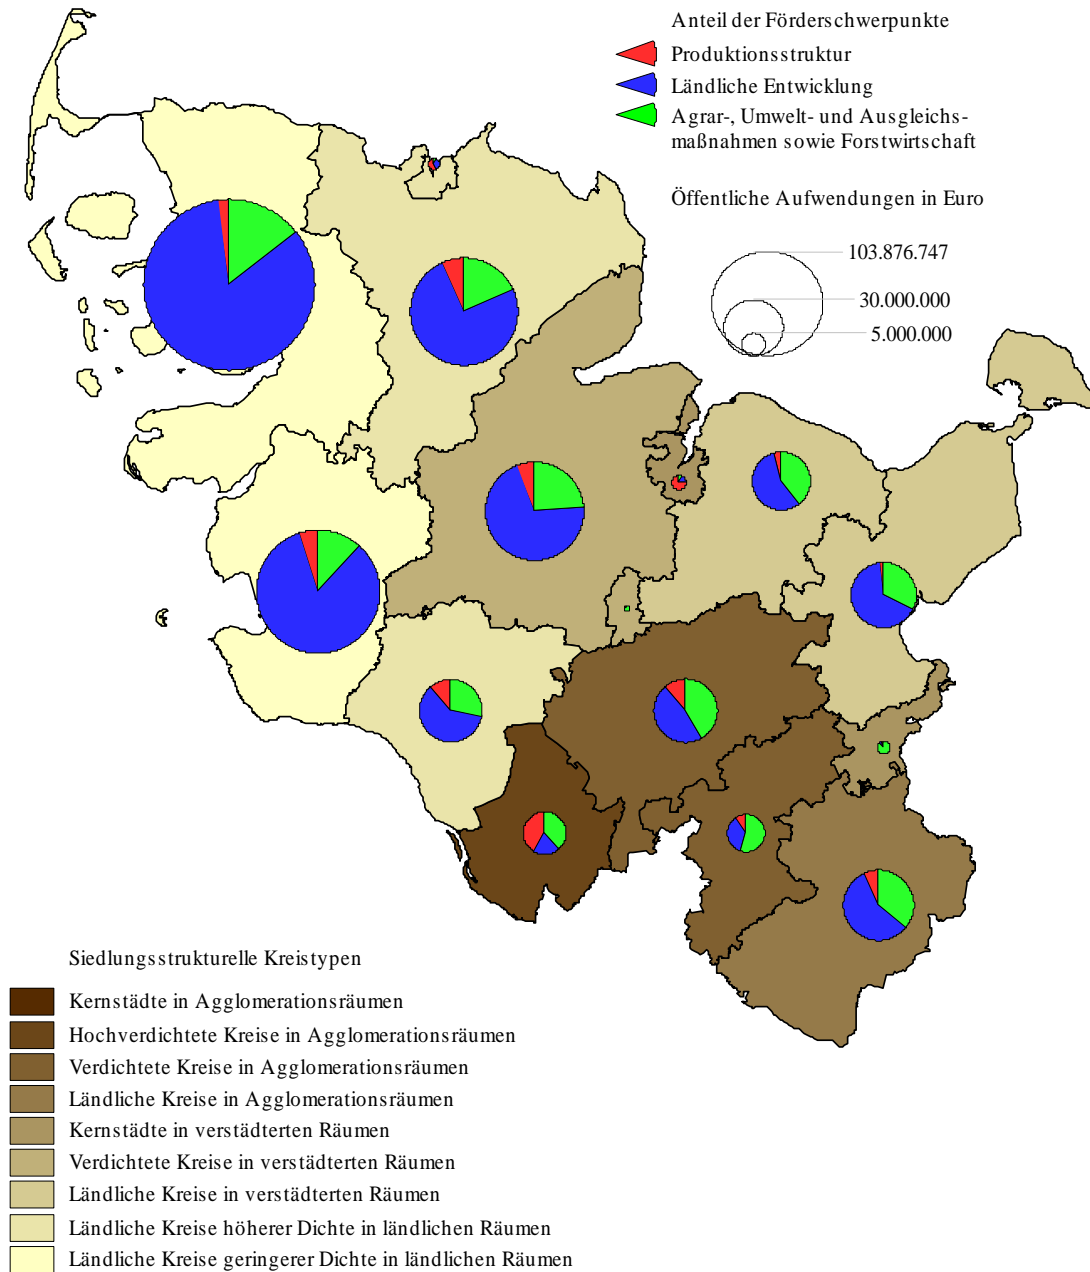 Anteil der Förderschwerpunkte
Produktionsstruktur
Ländliche Entwicklung
Agrar-, Umwelt- und Ausgleichs-
maßnahmen sowie Forstwirtschaft
Öffentliche Aufwendungen in Euro
103.876.747
30.000.000
5.000.000
Siedlungsstrukturelle Kreistypen
Kernstädte in Agglomerationsräumen
Hochverdichtete Kreise in Agglomerationsräumen
Verdichtete Kreise in Agglomerationsräumen
Ländliche Kreise in Agglomerationsräumen
Kernstädte in verstädterten Räumen
Verdichtete Kreise in verstädterten Räumen
Ländliche Kreise in verstädterten Räumen
Ländliche Kreise höherer Dichte in ländlichen Räumen
Ländliche Kreise geringerer Dichte in ländlichen Räumen